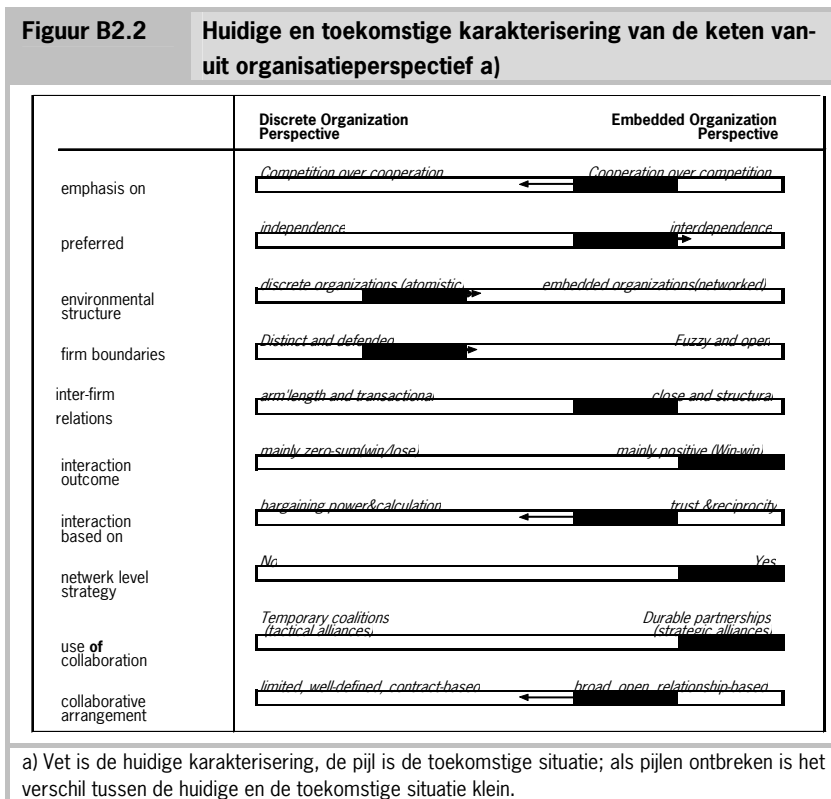 Figuur B2.2 Huidige en toekomstige karakterisering van de keten van-
uit organisatieperspectief a)
Discrete Organization Embedded Organization
Perspective Perspective
emphasis on Competition over cooperation Cooperation over competition
preferred independence interdependence
environmental discrete organizations (atomistic) embedded organizations(networked)
structure
firm boundaries Distinct and defended Fuzzy and open
inter-firm arm'length and transactional close and structural
relations
interaction mainly zero-sum(win/lose) mainly positive (Win-win)
outcome
interaction bargaining power&calculation trust &reciprocity
based on
netwerk level No Yes
strategy
Temporary coalitions Durable partnerships
(tactical alliances) (strategic alliances)
use of
collaboration
collaborative limited, well-defined, contract-based broad, open, relationship-based
arrangement
a) Vet is de huidige karakterisering, de pijl is de toekomstige situatie; als pijlen ontbreken is het
verschil tussen de huidige en de toekomstige situatie klein.